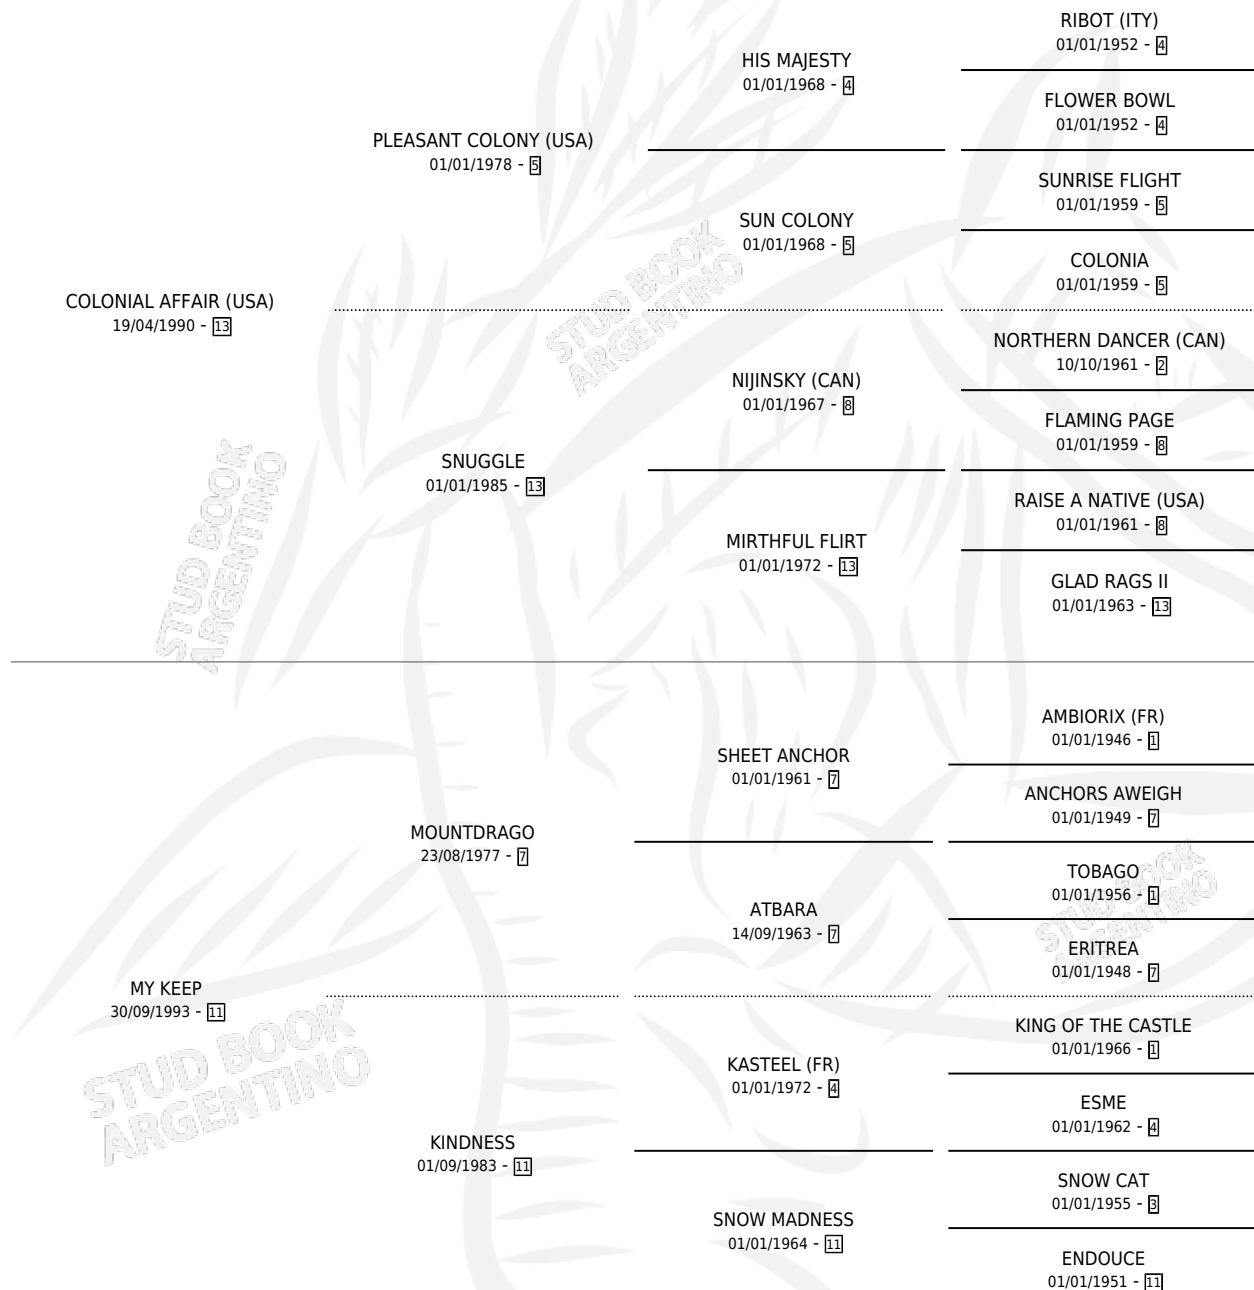 RIBOT (ITY)
01/01/1952 - 4
HIS MAJESTY
01/01/1968 - 4
FLOWER BOWL
01/01/1952 - 4
PLEASANT COLONY (USA)
01/01/1978 - 5
SUNRISE FLIGHT
01/01/1959 - 5
SUN COLONY
01/01/1968 - 5
COLONIA
01/01/1959 - 5
COLONIAL AFFAIR (USA)
19/04/1990 - 13
NORTHERN DANCER (CAN)
10/10/1961 - 2
NIJINSKY (CAN)
01/01/1967 - 8
FLAMING PAGE
01/01/1959 - 8
SNUGGLE
01/01/1985 - 13
RAISE A NATIVE (USA)
01/01/1961 - 8
MIRTHFUL FLIRT
01/01/1972 - 13
GLAD RAGS II
01/01/1963 - 13
AMBIORIX (FR)
01/01/1946 - 1
SHEET ANCHOR
01/01/1961 - 7
ANCHORS AWEIGH
01/01/1949 - 7
MOUNTDRAGO
23/08/1977 - 7
TOBAGO
01/01/1956 - 1
ATBARA
14/09/1963 - 7
ERITREA
01/01/1948 - 7
MY KEEP
30/09/1993 - 11
KING OF THE CASTLE
01/01/1966 - 1
KASTEEL (FR)
01/01/1972 - 4
ESME
01/01/1962 - 4
KINDNESS
01/09/1983 - 11
SNOW CAT
01/01/1955 - 3
SNOW MADNESS
01/01/1964 - 11
ENDOUCE
01/01/1951 - 11
STUD BOOK
ARGENTINO
STUD BOOK
ARGENTINO
STUD BOOK
ARGENTINO
STUD BOOK
ARGENTINO